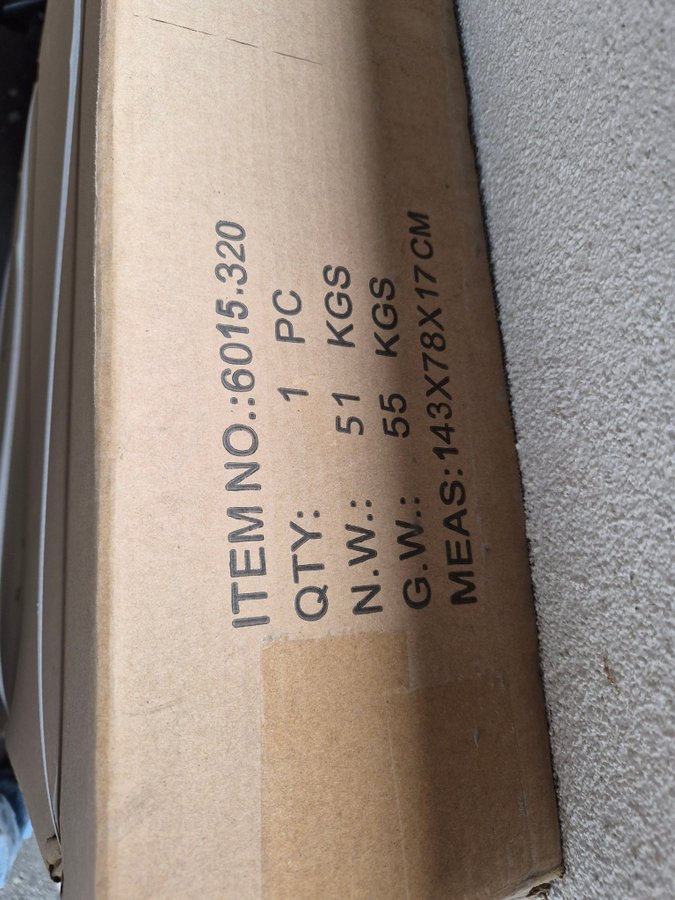 ITEM NO.:6015.320
QTY: 1 PC
N.W.: 51 KGS
G.W.: 55 KGS
MEAS:143X78X17CM